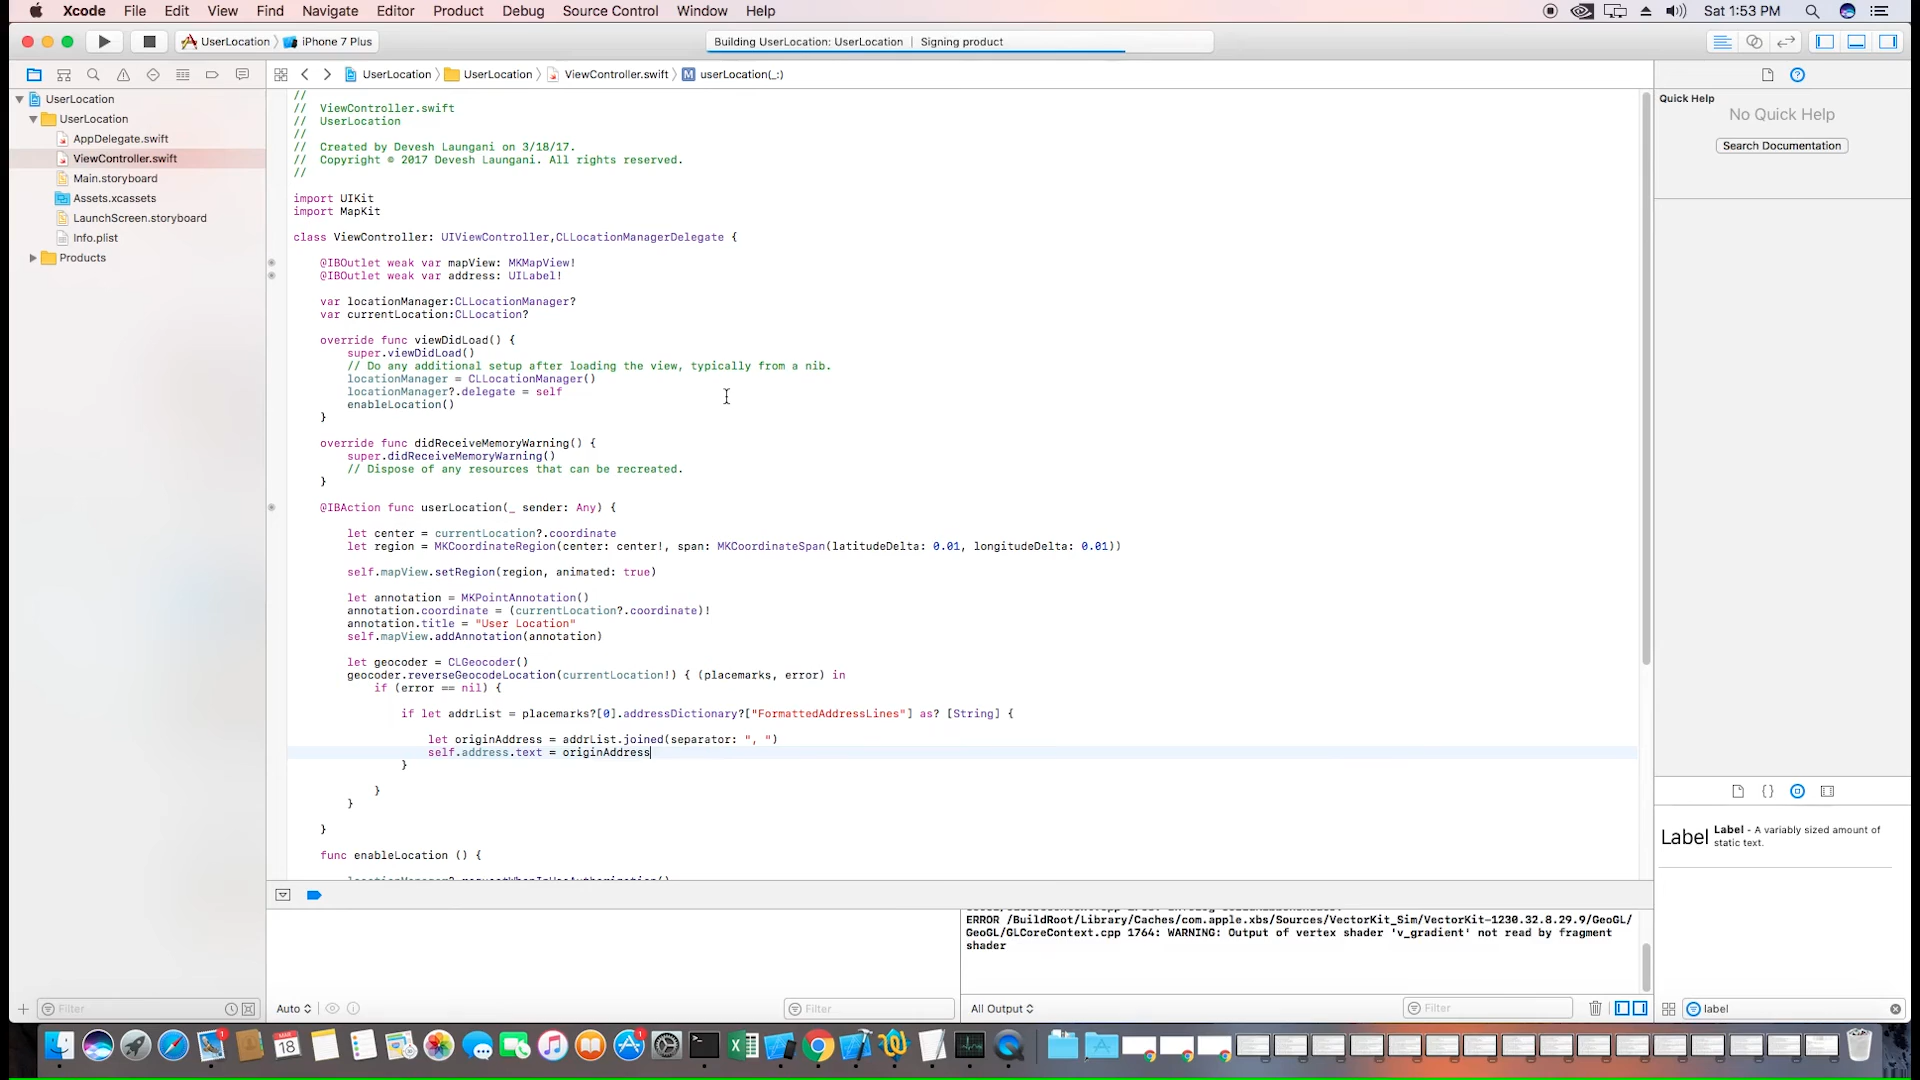 Xcode File Edit View Find Navigate Editor Product Debug Source Control Window Help
Sat 1:53 PM
UserLocation iPhone 7 Plus
Building UserLocation: UserLocation | Signing product
UserLocation UserLocation ViewController.swift M userLocation(_:)
UserLocation
UserLocation
AppDelegate.swift
ViewController.swift
Main.storyboard
Assets.xcassets
LaunchScreen.storyboard
Info.plist
Products
//
// ViewController.swift
// UserLocation
//
// Created by Devesh Laungani on 3/18/17.
// Copyright © 2017 Devesh Laungani. All rights reserved.
//
import UIKit
import MapKit
class ViewController: UIViewController,CLLocationManagerDelegate {
@IBOutlet weak var mapView: MKMapView!
@IBOutlet weak var address: UILabel!
var locationManager:CLLocationManager?
var currentLocation:CLLocation?
override func viewDidLoad() {
super.viewDidLoad()
// Do any additional setup after loading the view, typically from a nib.
locationManager = CLLocationManager()
locationManager?.delegate = self
enableLocation()
}
override func didReceiveMemoryWarning() {
super.didReceiveMemoryWarning()
// Dispose of any resources that can be recreated.
}
@IBAction func userLocation(_ sender: Any) {
let center = currentLocation?.coordinate
let region = MKCoordinateRegion(center: center!, span: MKCoordinateSpan(latitudeDelta: 0.01, longitudeDelta: 0.01))
self.mapView.setRegion(region, animated: true)
let annotation = MKPointAnnotation()
annotation.coordinate = (currentLocation?.coordinate)!
annotation.title = "User Location"
self.mapView.addAnnotation(annotation)
let geocoder = CLGeocoder()
geocoder.reverseGeocodeLocation(currentLocation!) { (placemarks, error) in
if (error == nil) {
if let addrList = placemarks?[0].addressDictionary?["FormattedAddressLines"] as? [String] {
let originAddress = addrList.joined(separator: ", ")
self.address.text = originAddress
}
}
}
}
func enableLocation () {
Quick Help
No Quick Help
Search Documentation
{}
Label
Label - A variably sized amount of
static text.
ERROR /BuildRoot/Library/Caches/com.apple.xbs/Sources/VectorKit_Sim/VectorKit-1230.32.8.29.9/GeoGL/
GeoGL/GLCoreContext.cpp 1764: WARNING: Output of vertex shader 'v_gradient' not read by fragment
shader
Filter
Auto
Filter
All Output
Filter
label
MAR
18